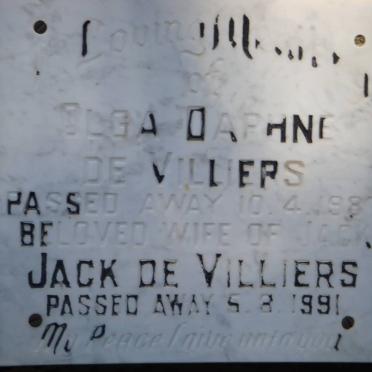 In Loving Memory
of
OLGA DAPHNE
DE VILLIERS
PASSED AWAY 10.4.198
BELOVED WIFE OF JACK
JACK DE VILLIERS
PASSED AWAY 5.8.1991
My Peace I give unto you